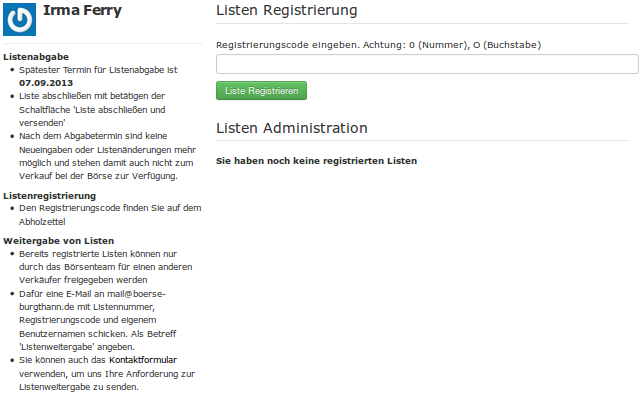 Irma Ferry
Listenabgabe
Spätester Termin für Listenabgabe ist
07.09.2013
Liste abschließen mit betätigen der
Schaltfläche 'Liste abschließen und
versenden'
Nach dem Abgabetermin sind keine
Neueingaben oder Listenänderungen mehr
möglich und stehen damit auch nicht zum
Verkauf bei der Börse zur Verfügung.
Listenregistrierung
Den Registrierungscode finden Sie auf dem
Abholzettel
Weitergabe von Listen
Bereits registrierte Listen können nur
durch das Börsenteam für einen anderen
Verkäufer freigegeben werden
Dafür eine E-Mail an mail@boerse-
burgthann.de mit Listennummer,
Registrierungscode und eigenem
Benutzernamen schicken. Als Betreff
'Listenweitergabe' angeben.
Sie können auch das Kontaktformular
verwenden, um uns Ihre Anforderung zur
Listenweitergabe zu senden.
Listen Registrierung
Registrierungscode eingeben. Achtung: 0 (Nummer), O (Buchstabe)
Liste Registrieren
Listen Administration
Sie haben noch keine registrierten Listen